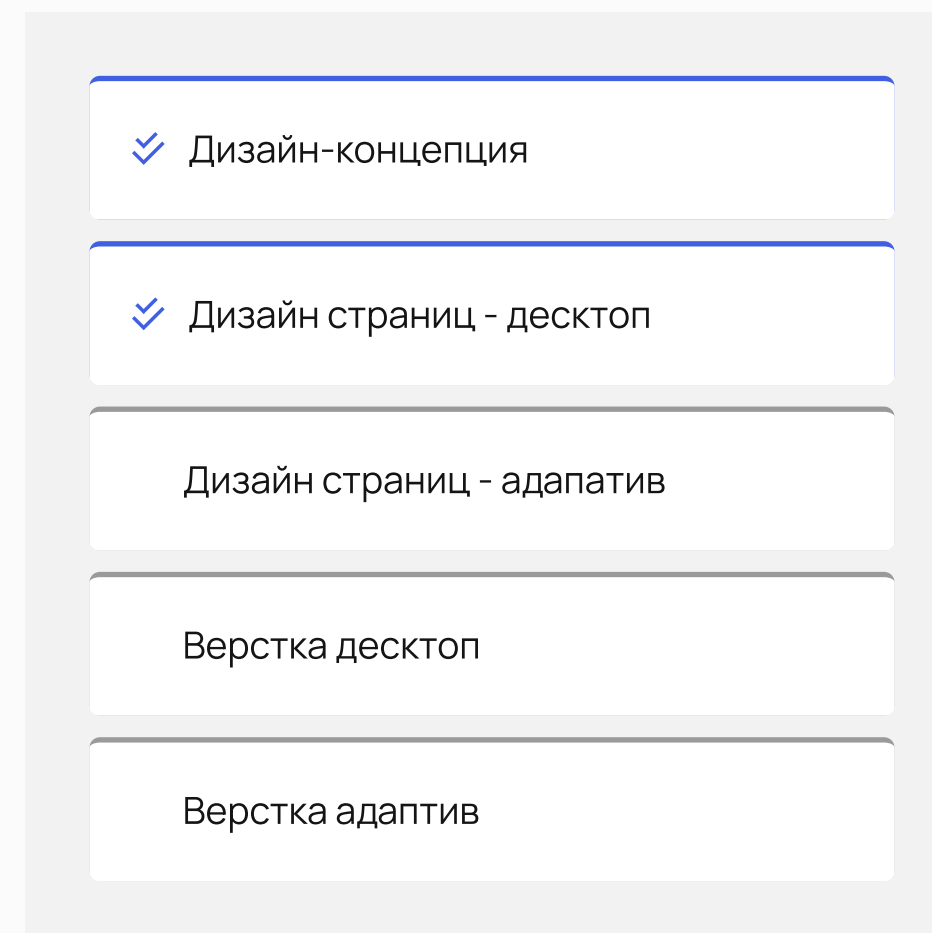 Дизайн-концепция
Дизайн страниц - десктоп
Дизайн страниц - адапатив
Верстка десктоп
Верстка адаптив